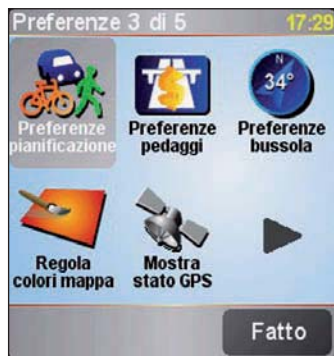 Preferenze 3 di 5 17:29
Preferenze
pianificazione
Preferenze
pedaggi
N
34°
Preferenze
bussola
Regola
colori mappa
Mostra
stato GPS
Fatto